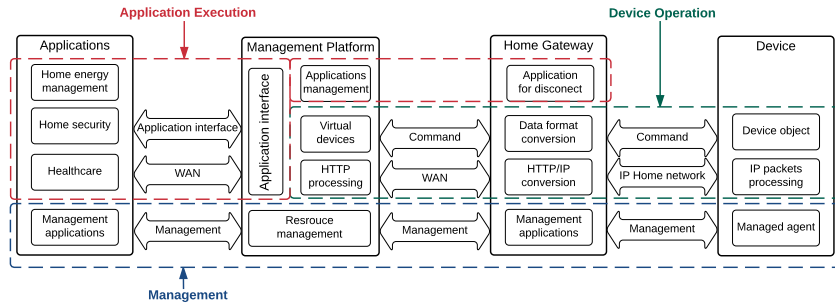 Application Execution
Device Operation
Applications
Management Platform
Home Gateway
Device
Home energy
management
Applications
management
Application
for disconect
Application interface
Home security
Application interface
Virtual
devices
Command
Data format
conversion
Command
Device object
Healthcare
WAN
HTTP
processing
WAN
HTTP/IP
conversion
IP Home network
IP packets
processing
Management
applications
Management
Resrouce
management
Management
Management
applications
Management
Managed agent
Management